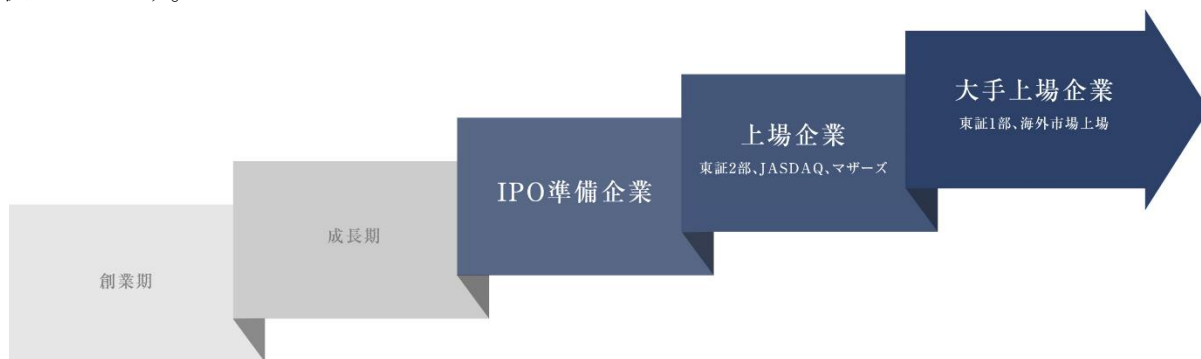 創業期
成長期
IPO準備企業
上場企業
東証2部、JASDAQ、マザーズ
大手上場企業
東証1部、海外市場上場